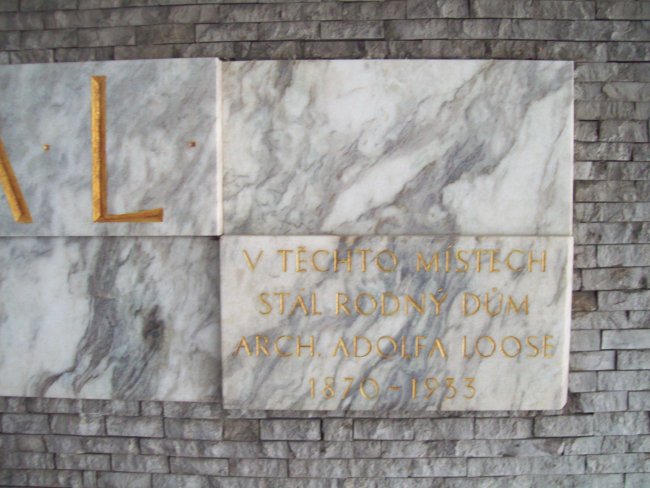 A · L ·
V TĚCHTO MÍSTECH
STÁL RODNÝ DŮM
ARCH. ADOLFA LOOSE
1870-1933